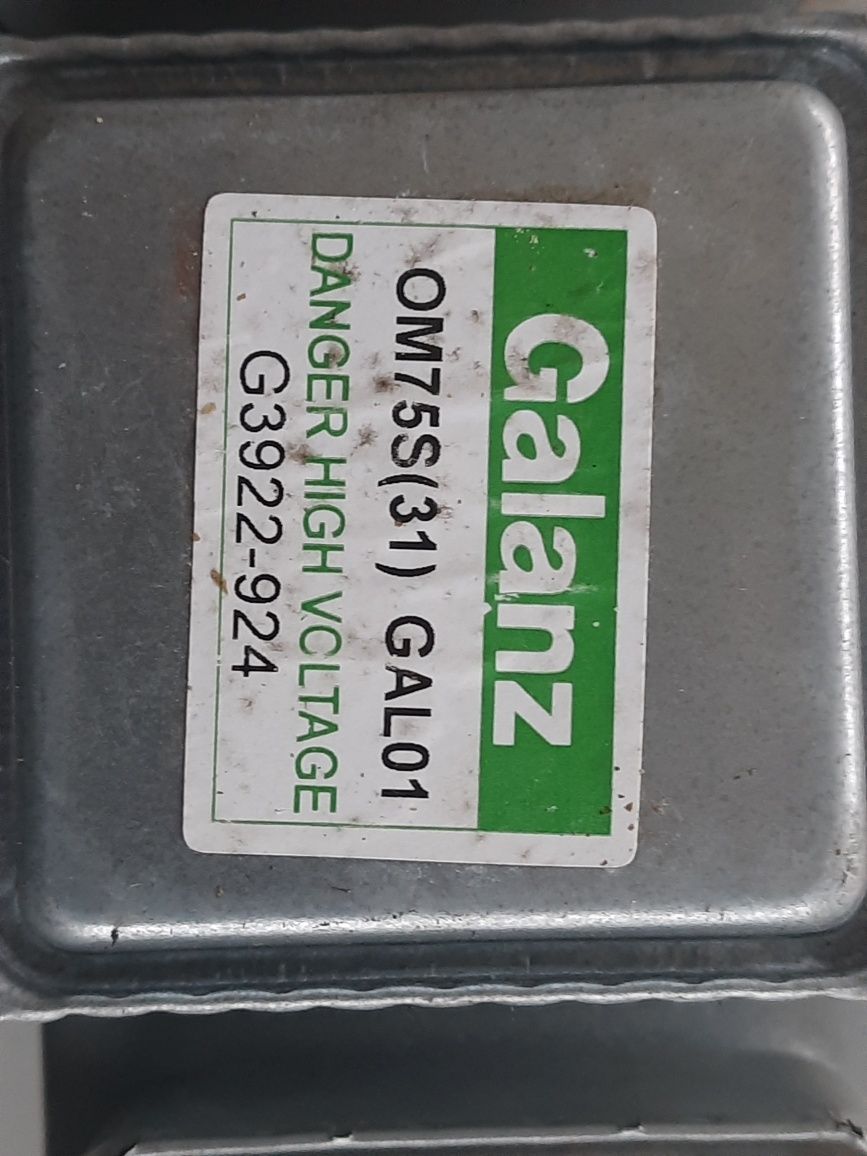 Galanz
OM75S(31) GAL01
DANGER HIGH VOLTAGE
G3922-924